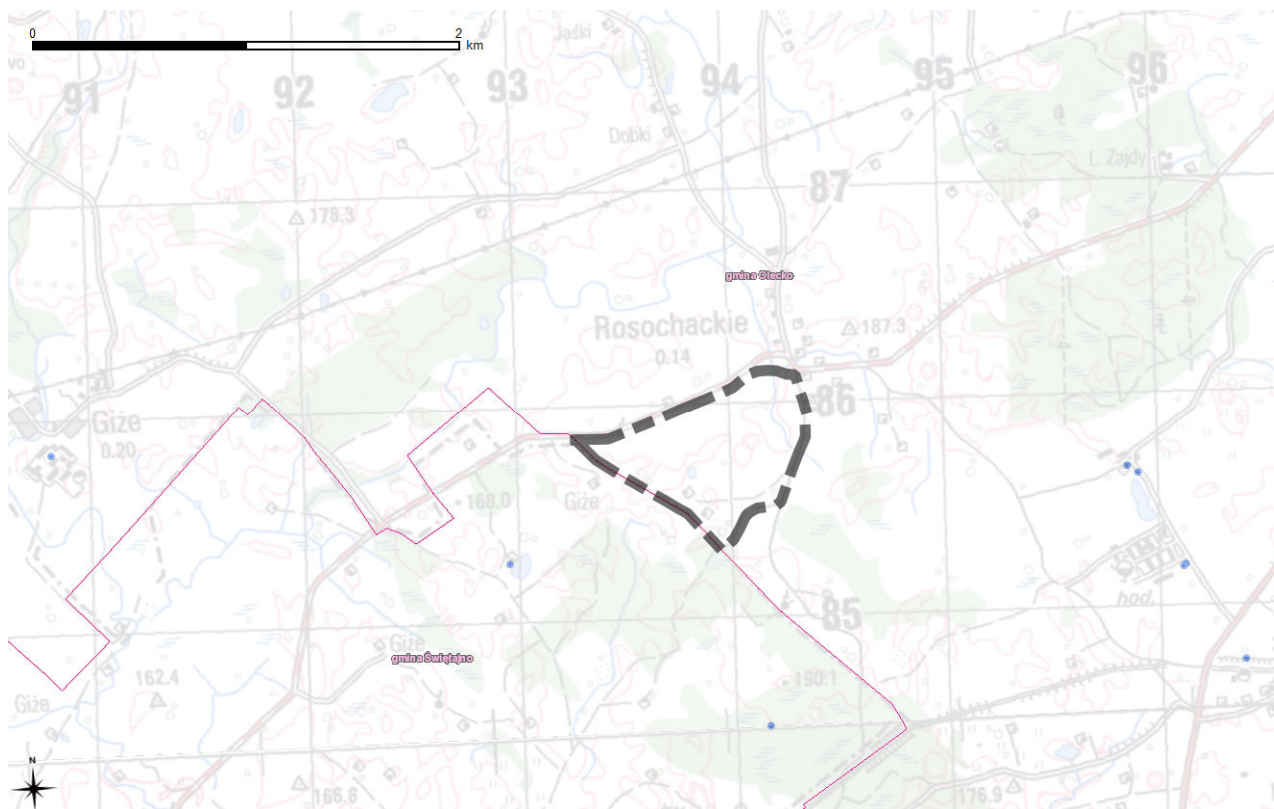 0 2
km
Jaśki
91 92 93 94 95 96
Dobki
L. Zajdy
87
178.3
gmina Olecko
Rosochackie
0.14
187.3
86
Giże
0.20
168.0
Giże
85
Giże
gmina Świętajno
190.1
162.4
Giże
hod.
N
166.8
176.9